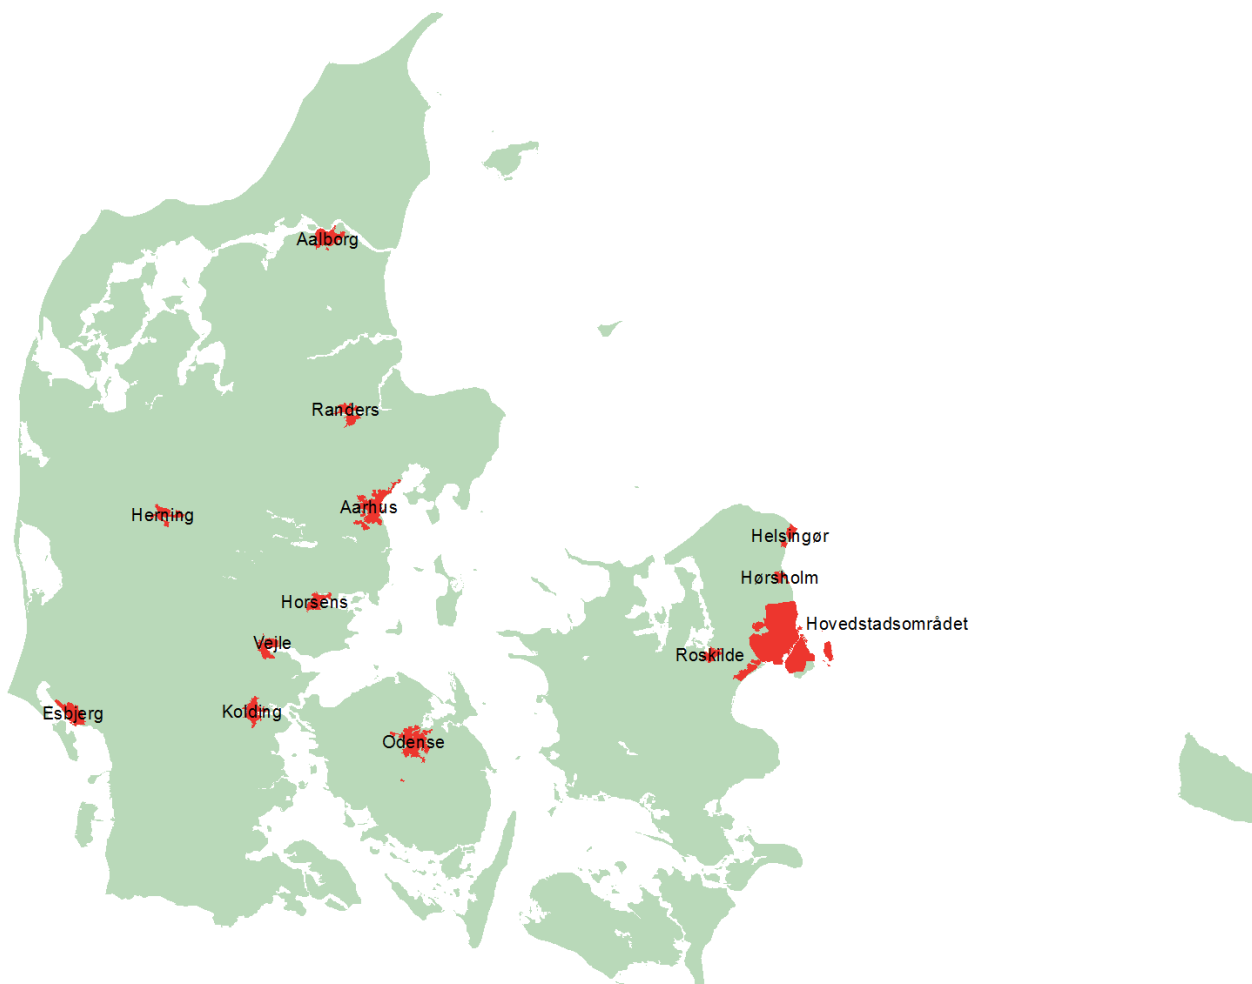 Aalborg
Randers
Aarhus
Herning
Helsingør
Hørsholm
Horsens
Hovedstadsområdet
Vejle
Roskilde
Kolding
Esbjerg
Odense